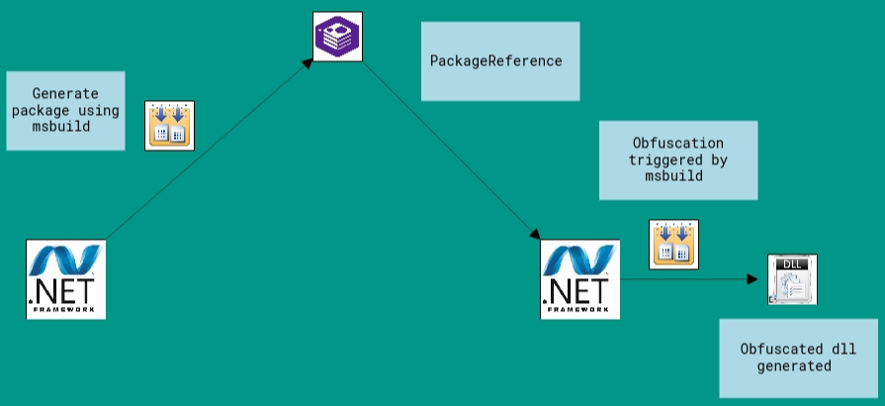 Generate
package using
msbuild
PackageReference
Obfuscation
triggered by
msbuild
.NET
FRAMEWORK
.NET
FRAMEWORK
DLL
Obfuscated dll
generated